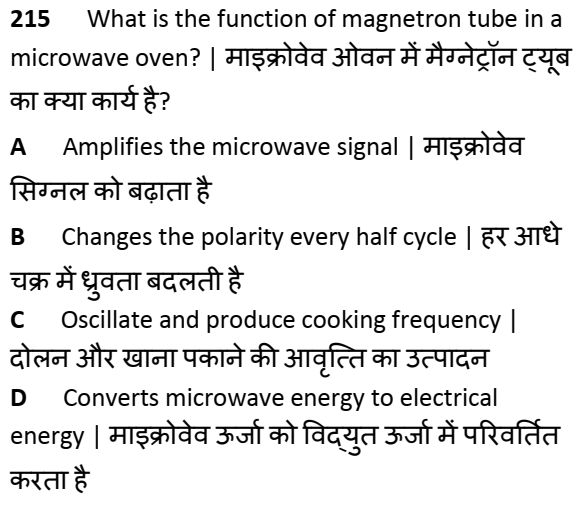 215 What is the function of magnetron tube in a
microwave oven? | माइक्रोवेव ओवन में मैग्नेट्रॉन ट्यूब
का क्या कार्य है?
A Amplifies the microwave signal | माइक्रोवेव
सिग्नल को बढ़ाता है
B Changes the polarity every half cycle | हर आधे
चक्र में ध्रुवता बदलती है
C Oscillate and produce cooking frequency |
दोलन और खाना पकाने की आवृत्ति का उत्पादन
D Converts microwave energy to electrical
energy | माइक्रोवेव ऊर्जा को विद्युत ऊर्जा में परिवर्तित
करता है